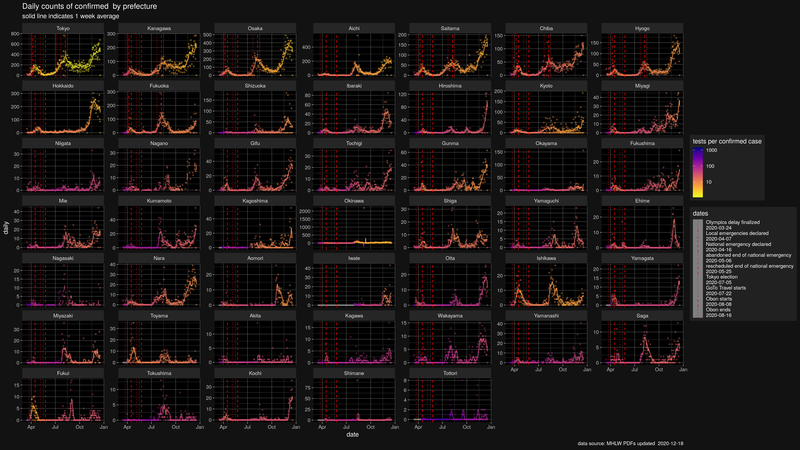 Daily counts of confirmed by prefecture
solid line indicates 1 week average
Tokyo Kanagawa Osaka Aichi Saitama Chiba Hyogo
Hokkaido Fukuoka Shizuoka Ibaraki Hiroshima Kyoto Miyagi
Niigata Nagano Gifu Tochigi Gunma Okayama Fukushima
Mie Kumamoto Kagoshima Okinawa Shiga Yamaguchi Ehime
Nagasaki Nara Aomori Iwate Oita Ishikawa Yamagata
Miyazaki Toyama Akita Kagawa Wakayama Yamanashi Saga
Fukui Tokushima Kochi Shimane Tottori
Apr Jul Oct Jan
daily
date
tests per confirmed case
1000
100
10
dates
Olympics delay finalized
2020-03-24
Local emergencies declared
2020-04-07
National emergency declared
2020-04-16
abandoned end of national emergency
2020-05-06
rescheduled end of national emergency
2020-05-25
Tokyo election
2020-07-05
GoTo Travel starts
2020-07-22
Obon starts
2020-08-08
Obon ends
2020-08-16
data source: MHLW PDFs updated 2020-12-18